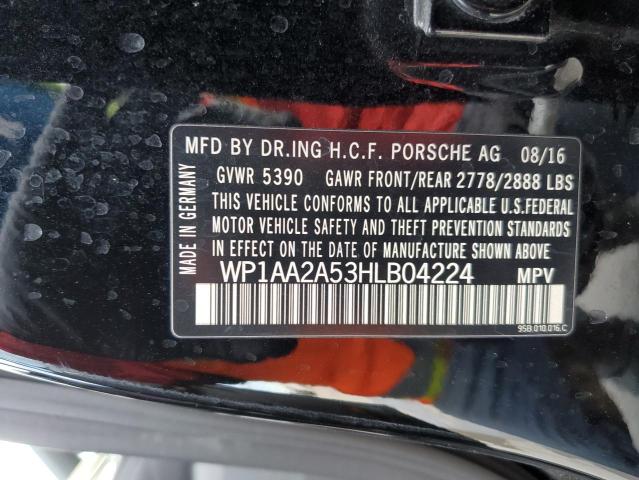 MFD BY DR.ING H.C.F. PORSCHE AG 08/16
GVWR 5390 GAWR FRONT/REAR 2778/2888 LBS
THIS VEHICLE CONFORMS TO ALL APPLICABLE U.S.FEDERAL
MOTOR VEHICLE SAFETY AND THEFT PREVENTION STANDARDS
IN EFFECT ON THE DATE OF MANUFACTURE SHOWN ABOVE.
WP1AA2A53HLB04224 MPV
95B.010.016.C
MADE IN GERMANY